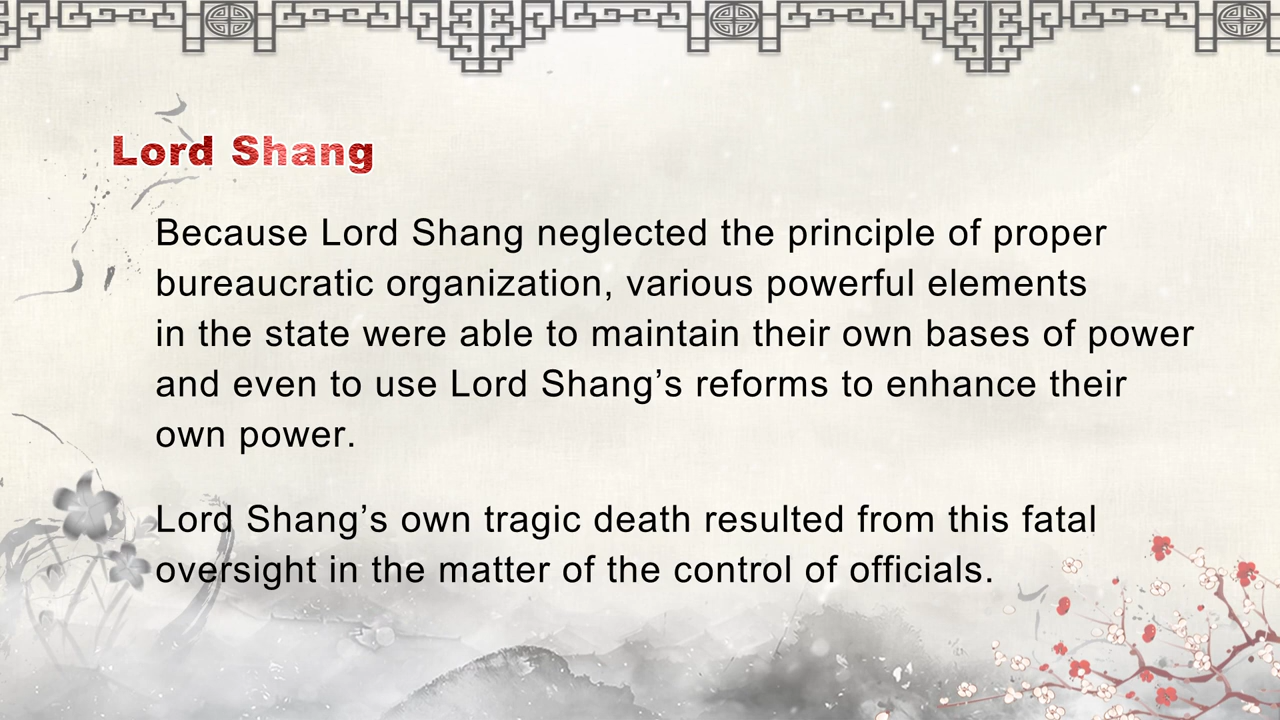 Lord Shang
Because Lord Shang neglected the principle of proper
bureaucratic organization, various powerful elements
in the state were able to maintain their own bases of power
and even to use Lord Shang’s reforms to enhance their
own power.
Lord Shang’s own tragic death resulted from this fatal
oversight in the matter of the control of officials.